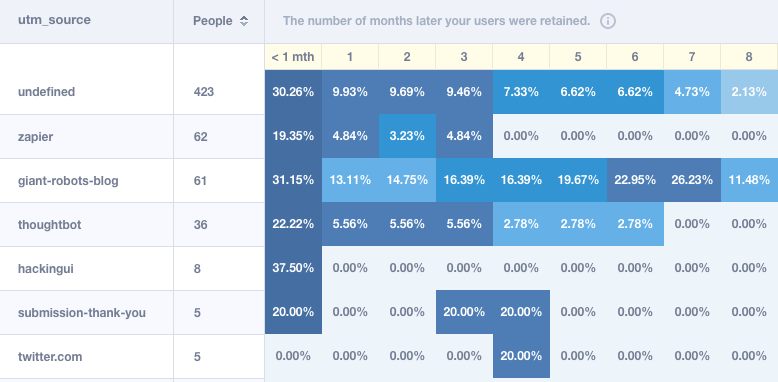 utm_source People The number of months later your users were retained.
< 1 mth 1 2 3 4 5 6 7 8
undefined 423 30.26% 9.93% 9.69% 9.46% 7.33% 6.62% 6.62% 4.73% 2.13%
zapier 62 19.35% 4.84% 3.23% 4.84% 0.00% 0.00% 0.00% 0.00% 0.00%
giant-robots-blog 61 31.15% 13.11% 14.75% 16.39% 16.39% 19.67% 22.95% 26.23% 11.48%
thoughtbot 36 22.22% 5.56% 5.56% 5.56% 2.78% 2.78% 2.78% 0.00% 0.00%
hackingui 8 37.50% 0.00% 0.00% 0.00% 0.00% 0.00% 0.00% 0.00% 0.00%
submission-thank-you 5 20.00% 0.00% 0.00% 20.00% 20.00% 0.00% 0.00% 0.00% 0.00%
twitter.com 5 0.00% 0.00% 0.00% 0.00% 20.00% 0.00% 0.00% 0.00% 0.00%